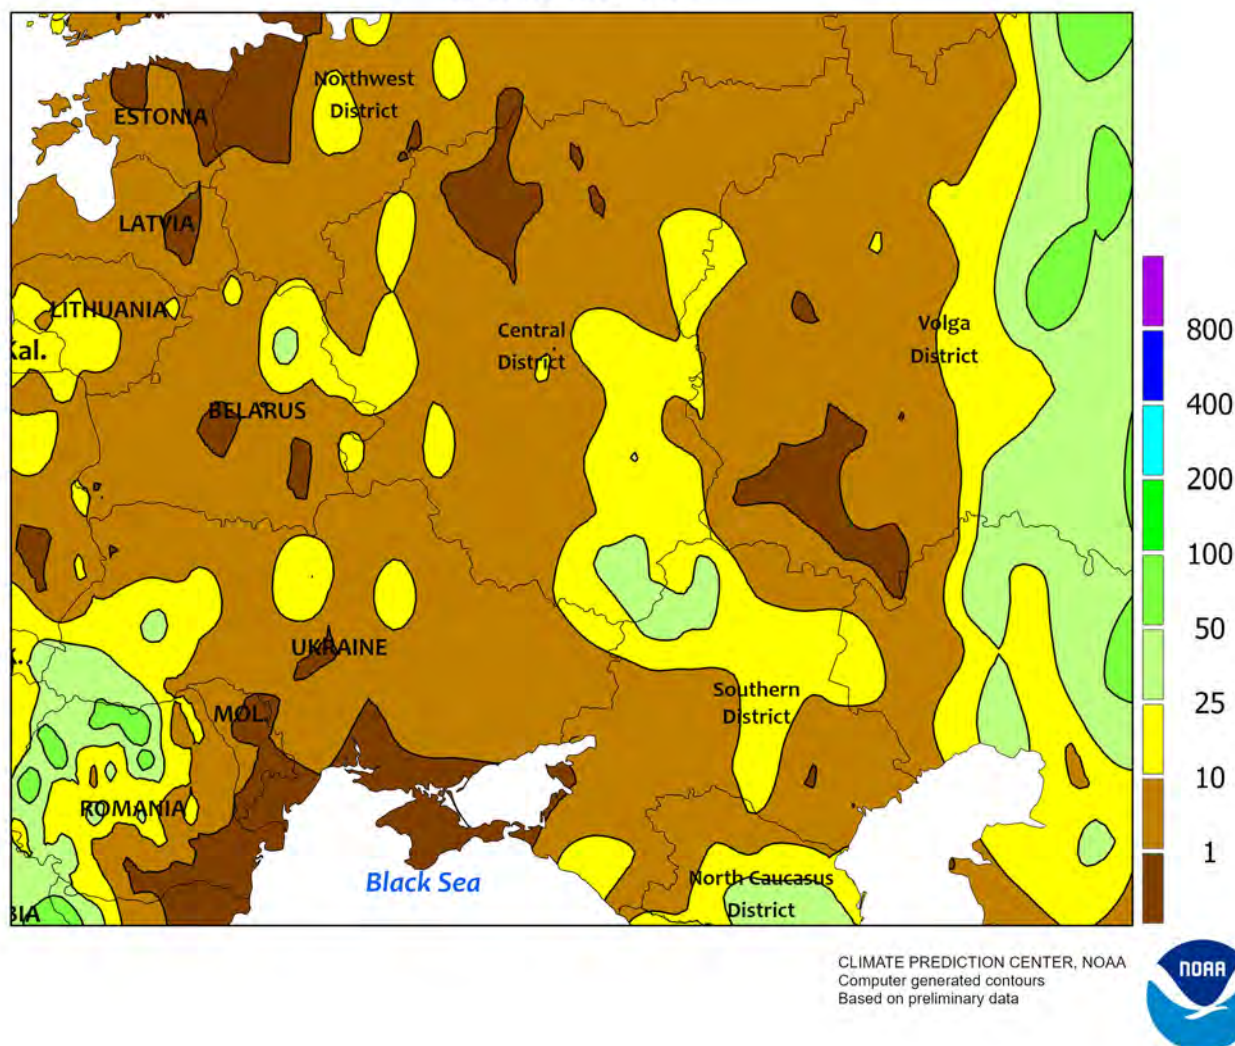 Northwest
District
ESTONIA
LATVIA
LITHUANIA
Kal.
Central
District
Volga
District
BELARUS
UKRAINE
K.
MOL.
Southern
District
ROMANIA
Black Sea
North Caucasus
District
BIA
800
400
200
100
50
25
10
1
CLIMATE PREDICTION CENTER, NOAA
Computer generated contours
Based on preliminary data
NOAA